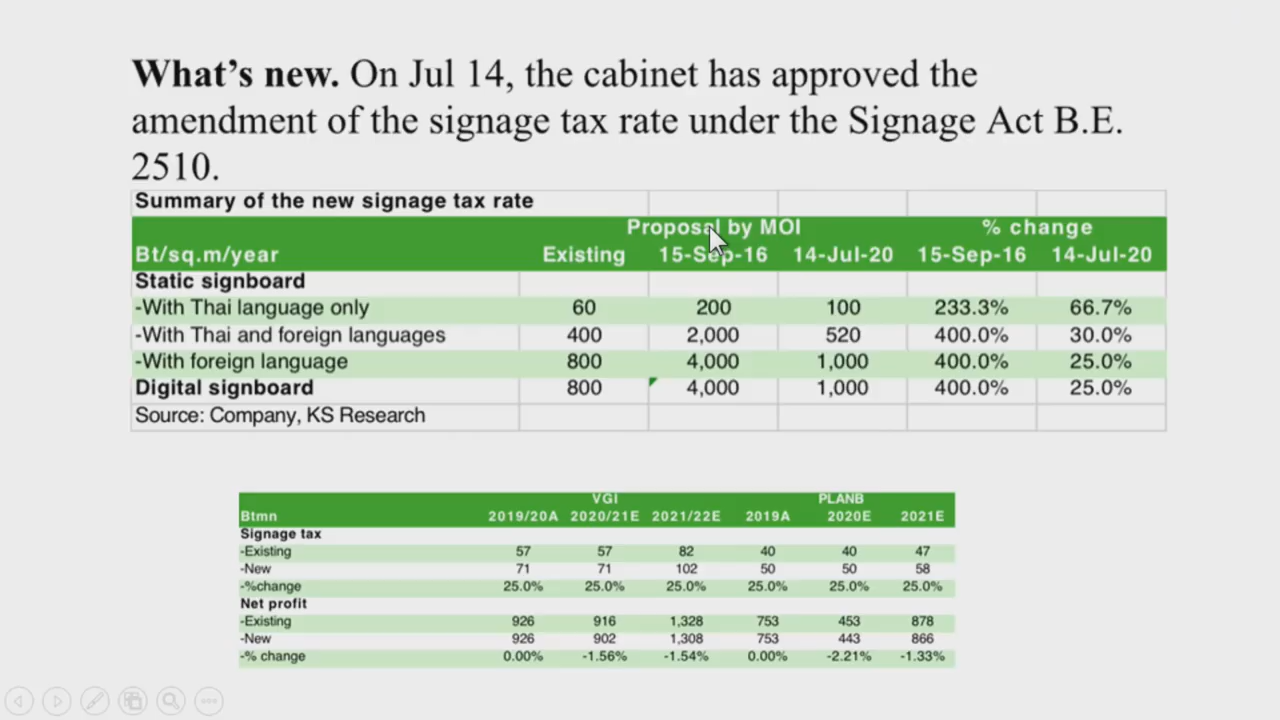 What's new. On Jul 14, the cabinet has approved the
amendment of the signage tax rate under the Signage Act B.E.
2510.
Summary of the new signage tax rate
Proposal by MOI % change
Bt/sq.m/year Existing 15-Sep-16 14-Jul-20 15-Sep-16 14-Jul-20
Static signboard
-With Thai language only 60 200 100 233.3% 66.7%
-With Thai and foreign languages 400 2,000 520 400.0% 30.0%
-With foreign language 800 4,000 1,000 400.0% 25.0%
Digital signboard 800 4,000 1,000 400.0% 25.0%
Source: Company, KS Research
VGI PLANB
Btmn 2019/20A 2020/21E 2021/22E 2019A 2020E 2021E
Signage tax
-Existing 57 57 82 40 40 47
-New 71 71 102 50 50 58
-%change 25.0% 25.0% 25.0% 25.0% 25.0% 25.0%
Net profit
-Existing 926 916 1,328 753 453 878
-New 926 902 1,308 753 443 866
-% change 0.00% -1.56% -1.54% 0.00% -2.21% -1.33%